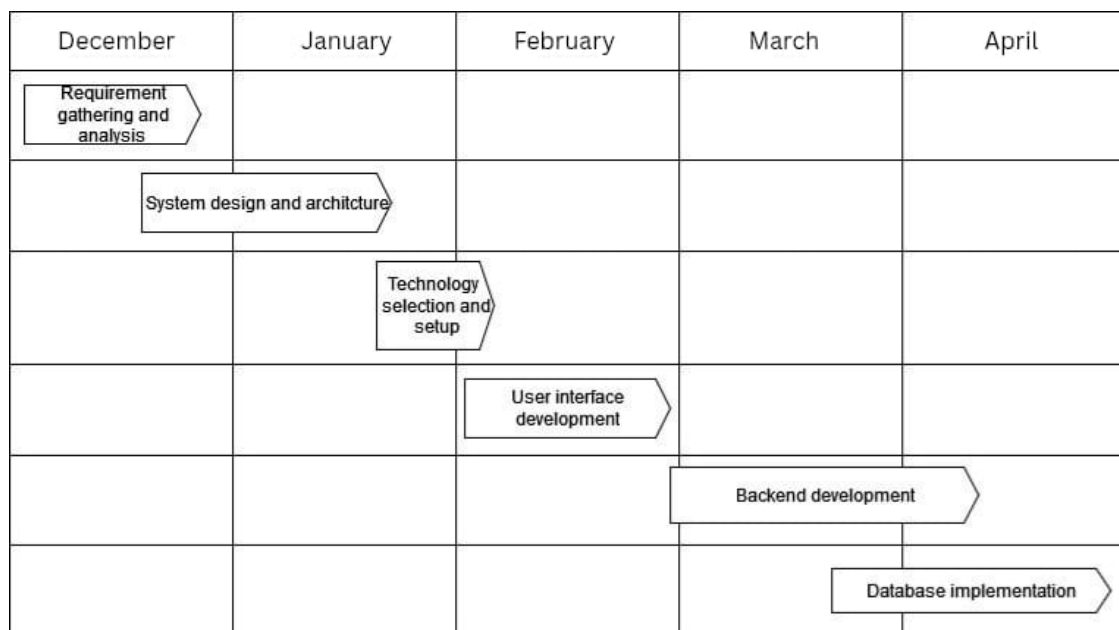 December January February March April
Requirement
gathering and
analysis
System design and architcture
Technology
selection and
setup
User interface
development
Backend development
Database implementation